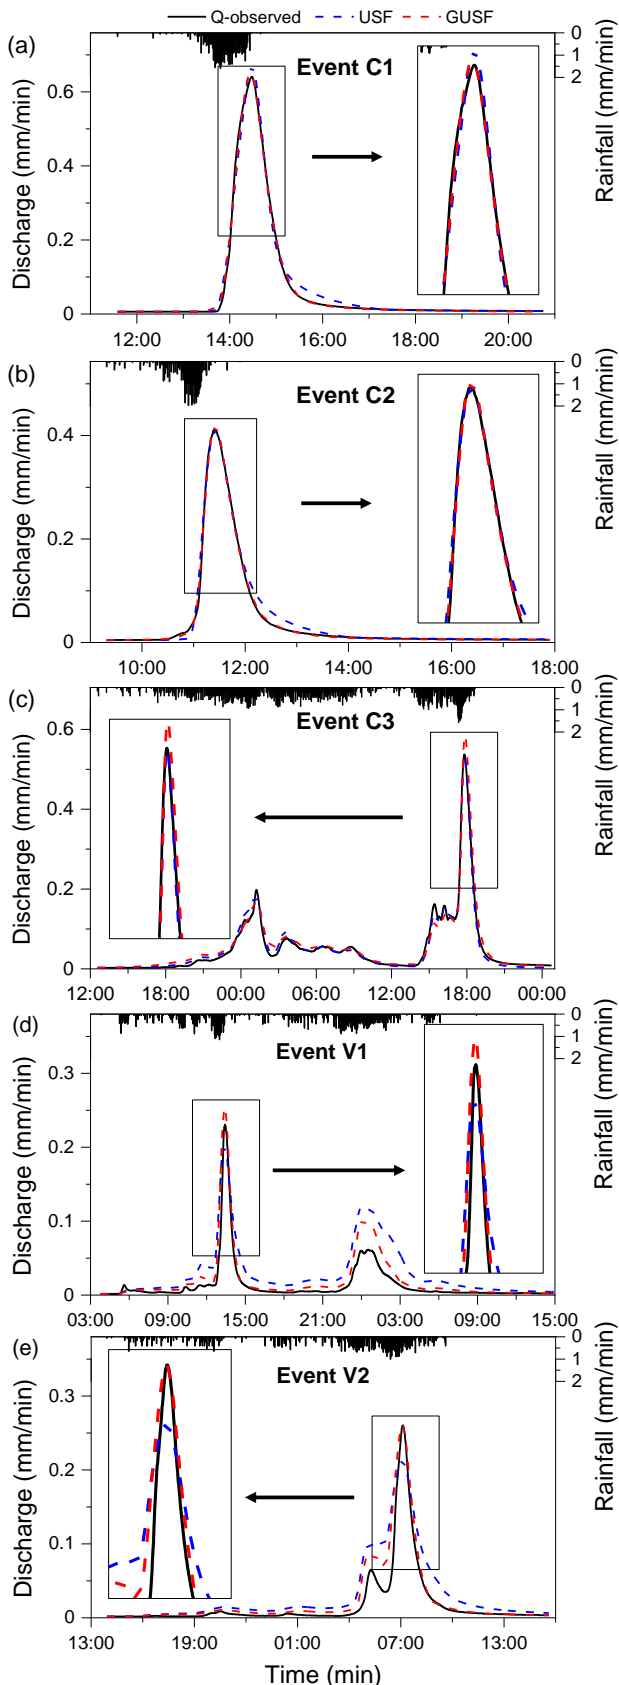 Q-observed USF GUSF
(a) Event C1
0.6
0.4
0.2
0
0
1
2
Discharge (mm/min)
Rainfall (mm/min)
12:00 14:00 16:00 18:00 20:00
(b) Event C2
0.4
0.2
0
0
1
2
Discharge (mm/min)
Rainfall (mm/min)
10:00 12:00 14:00 16:00 18:00
(c) Event C3
0.6
0.4
0.2
0
0
1
2
Discharge (mm/min)
Rainfall (mm/min)
12:00 18:00 00:00 06:00 12:00 18:00 00:00
(d) Event V1
0.3
0.2
0.1
0
0
1
2
Discharge (mm/min)
Rainfall (mm/min)
03:00 09:00 15:00 21:00 03:00 09:00 15:00
(e) Event V2
0.3
0.2
0.1
0
0
1
2
Discharge (mm/min)
Rainfall (mm/min)
13:00 19:00 01:00 07:00 13:00
Time (min)